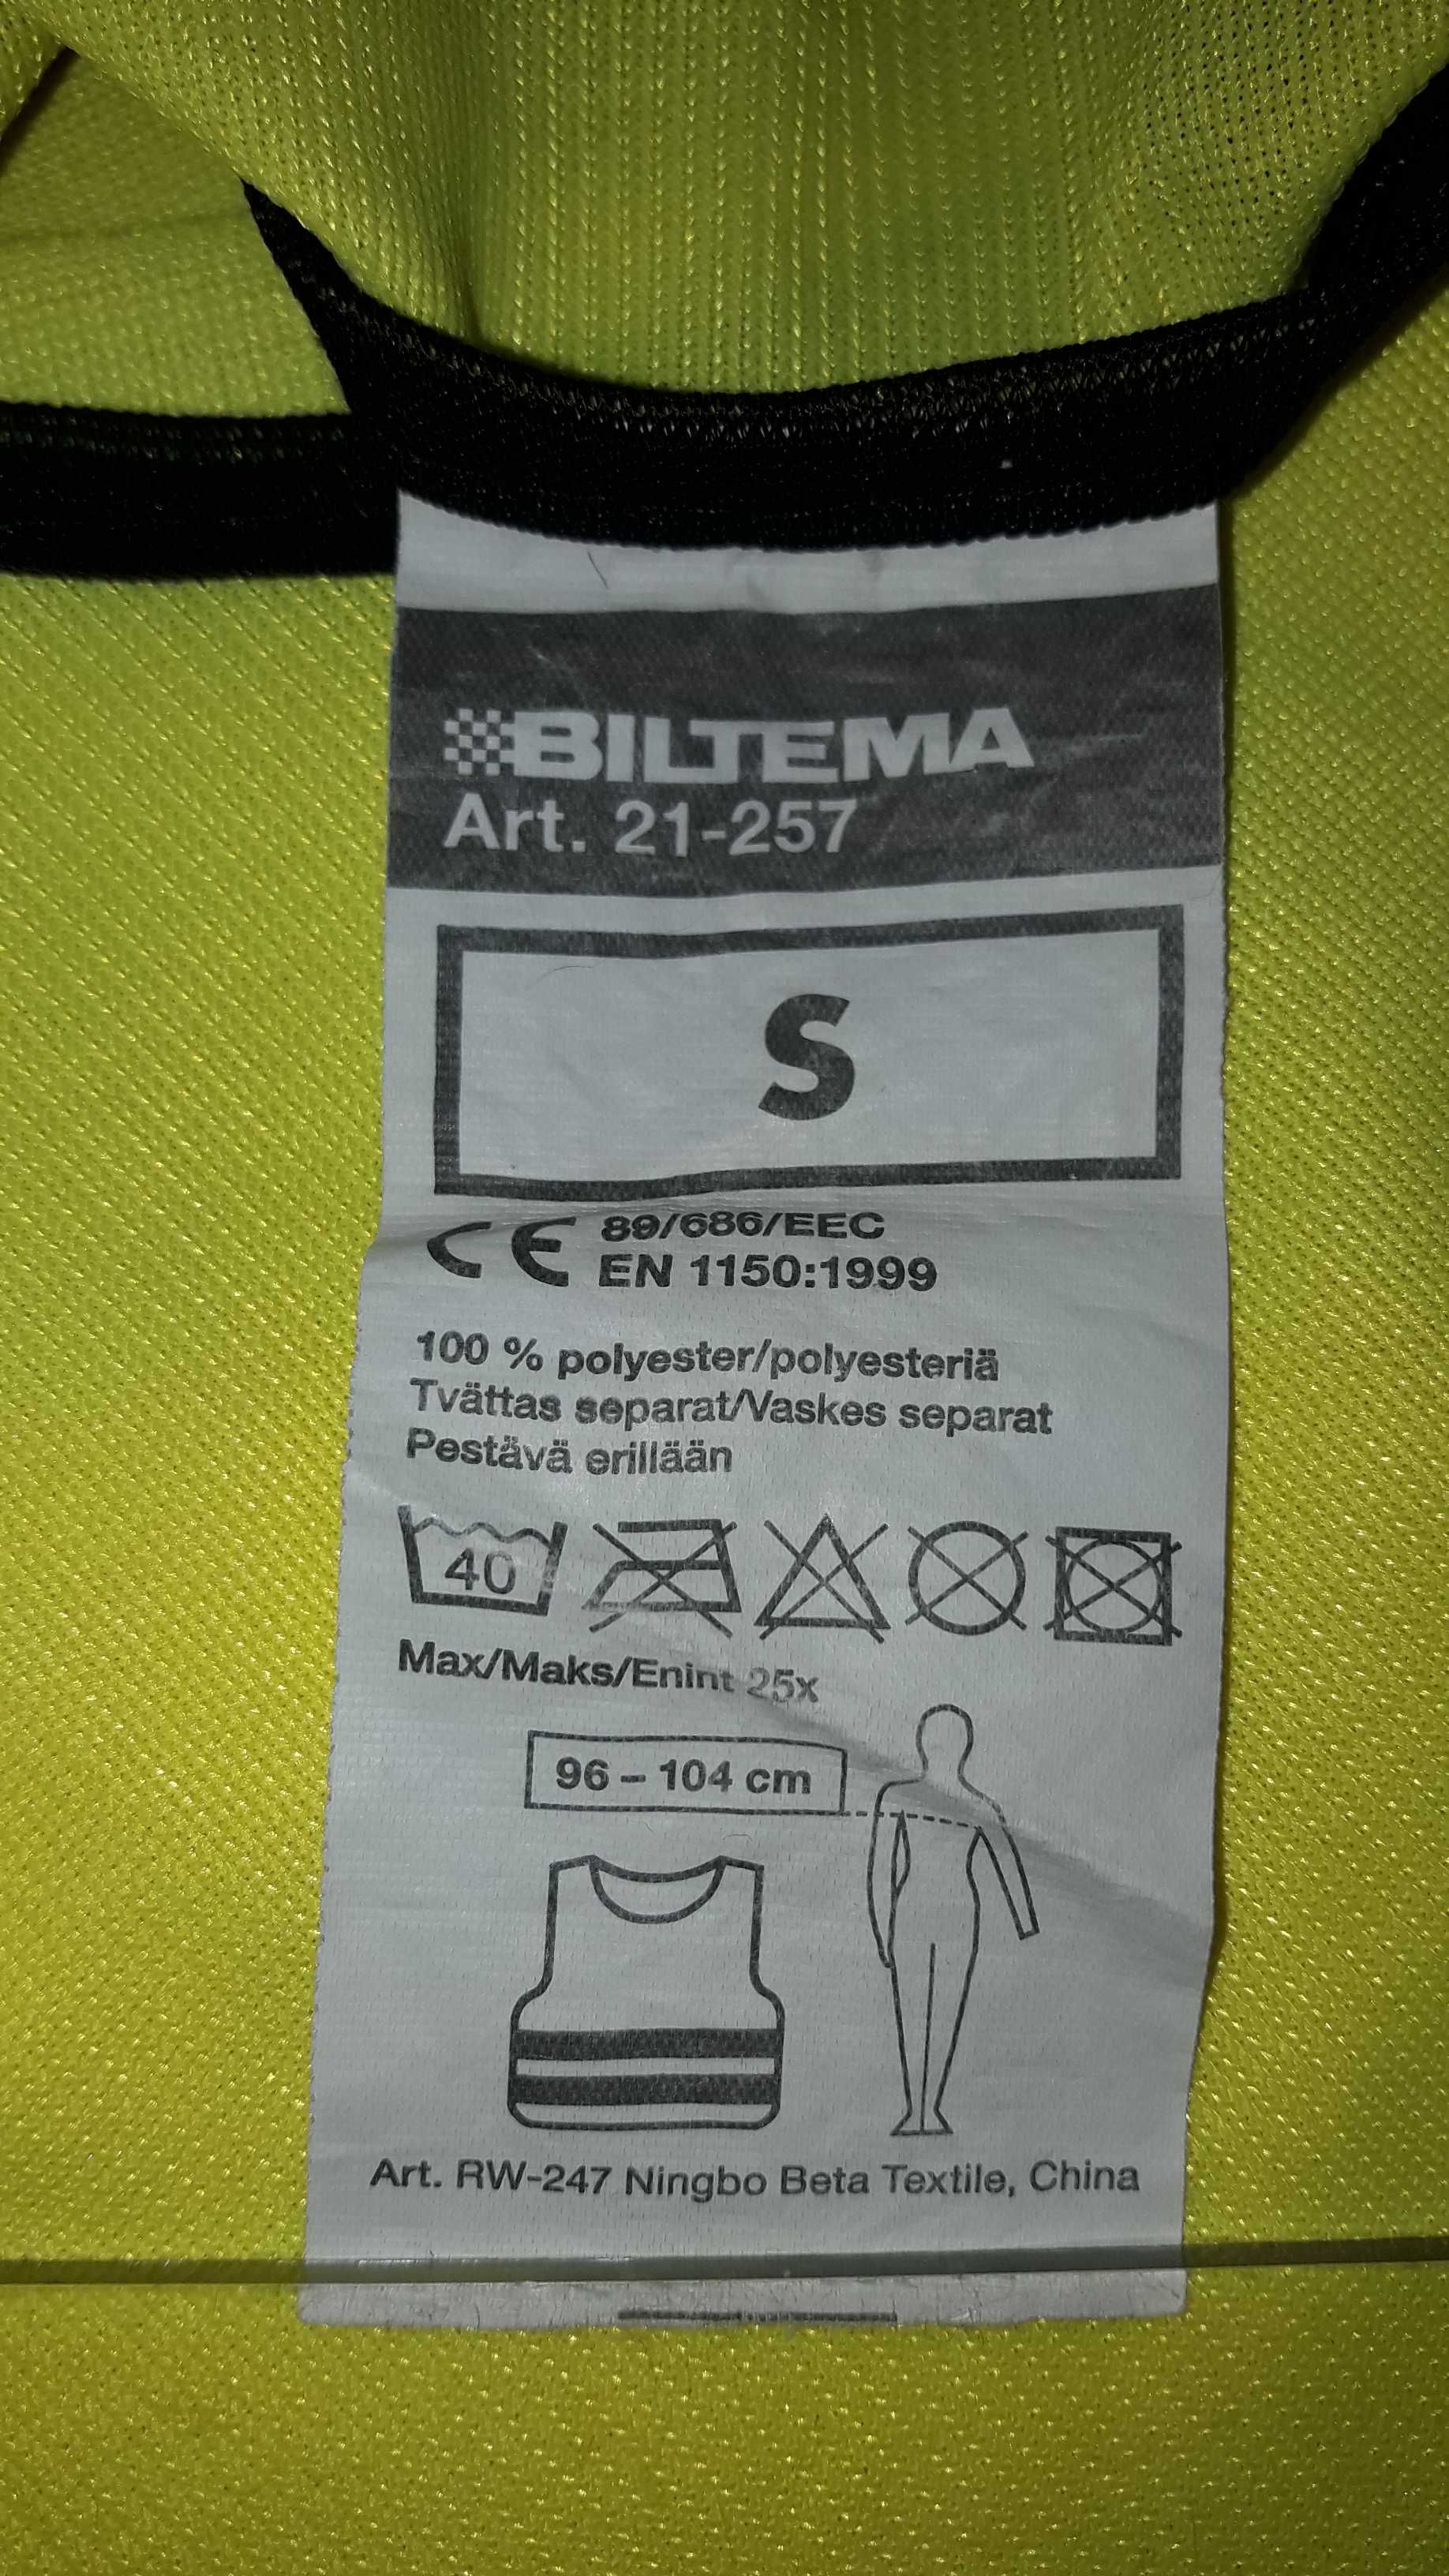 BILTEMA
Art. 21-257
S
CE 89/686/EEC
EN 1150:1999
100 % polyester/polyesteriä
Tvättas separat/Vaskes separat
Pestävä erillään
40
Max/Maks/Enint 25x
96 – 104 cm
Art. RW-247 Ningbo Beta Textile, China